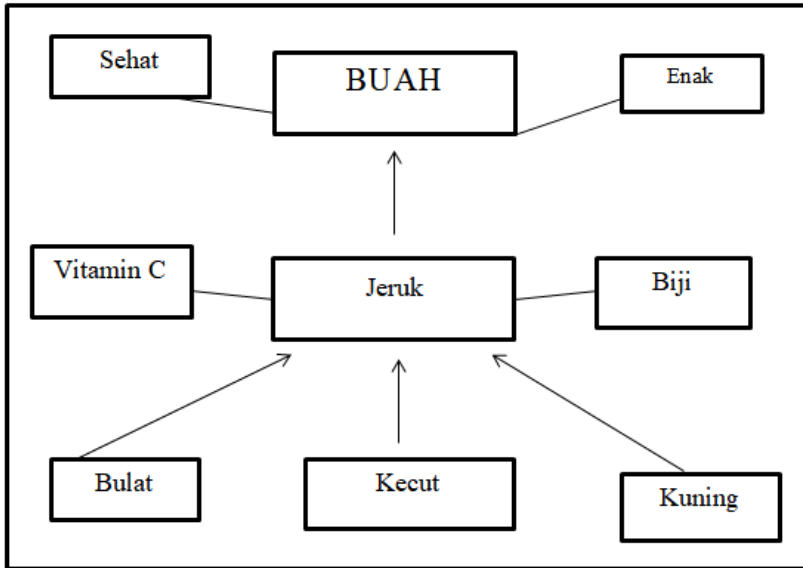 Sehat
BUAH
Enak
Vitamin C
Jeruk
Biji
Bulat
Kecut
Kuning